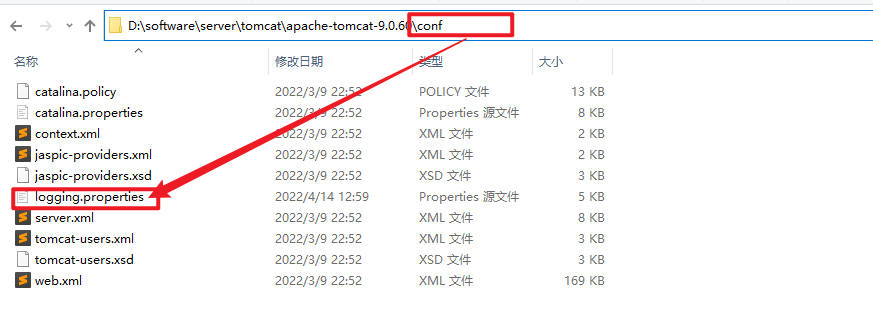 D:\software\server\tomcat\apache-tomcat-9.0.60\conf
名称 修改日期 类型 大小
catalina.policy 2022/3/9 22:52 POLICY 文件 13 KB
catalina.properties 2022/3/9 22:52 Properties 源文件 8 KB
context.xml 2022/3/9 22:52 XML 文件 2 KB
jaspic-providers.xml 2022/3/9 22:52 XML 文件 2 KB
jaspic-providers.xsd 2022/3/9 22:52 XSD 文件 3 KB
logging.properties 2022/4/14 12:59 Properties 源文件 5 KB
server.xml 2022/3/9 22:52 XML 文件 8 KB
tomcat-users.xml 2022/3/9 22:52 XML 文件 3 KB
tomcat-users.xsd 2022/3/9 22:52 XSD 文件 3 KB
web.xml 2022/3/9 22:52 XML 文件 169 KB